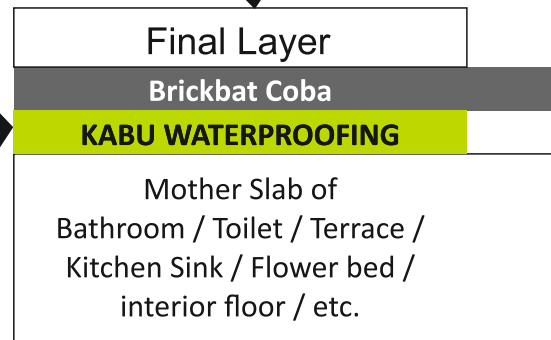 Final Layer
Brickbat Coba
KABU WATERPROOFING
Mother Slab of
Bathroom / Toilet / Terrace /
Kitchen Sink / Flower bed /
interior floor / etc.